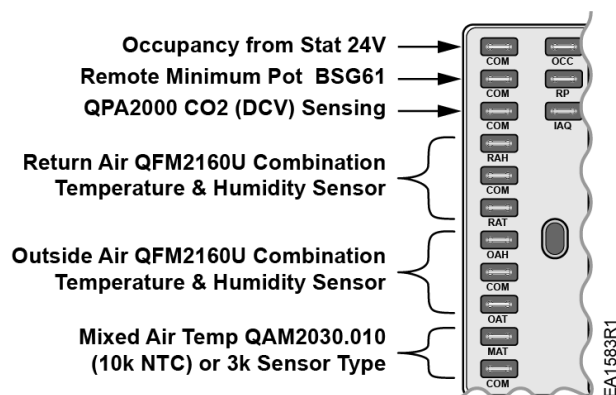 Occupancy from Stat 24V
COM
OCC
Remote Minimum Pot BSG61
COM
RP
QPA2000 CO2 (DCV) Sensing
COM
IAQ
Return Air QFM2160U Combination
Temperature & Humidity Sensor
RAH
COM
RAT
Outside Air QFM2160U Combination
Temperature & Humidity Sensor
OAH
COM
OAT
Mixed Air Temp QAM2030.010
(10k NTC) or 3k Sensor Type
MAT
COM
EA1583R1